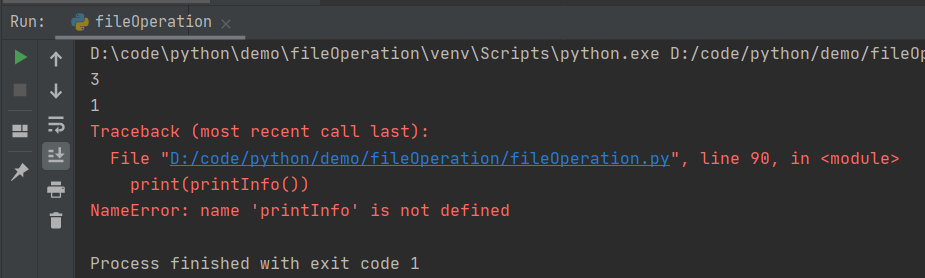 Run: fileOperation
D:\code\python\demo\fileOperation\venv\Scripts\python.exe D:/code/python/demo/fileOp
3
1
Traceback (most recent call last):
File "D:/code/python/demo/fileOperation/fileOperation.py", line 90, in <module>
print(printInfo())
NameError: name 'printInfo' is not defined
Process finished with exit code 1